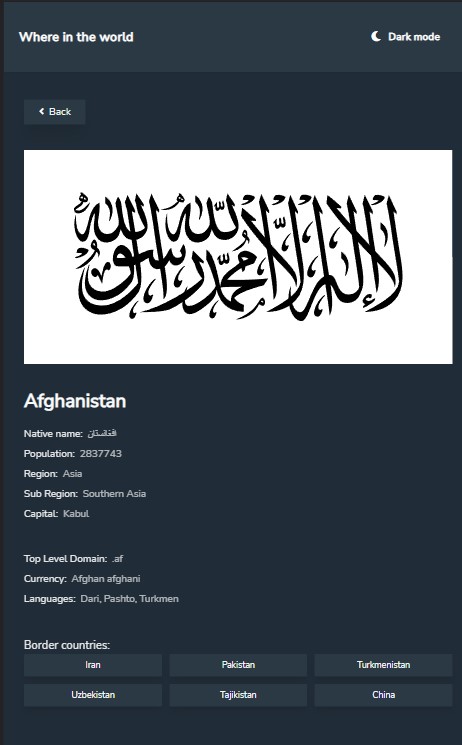 Where in the world
Dark mode
Back
لا إله إلا الله محمد رسول الله
Afghanistan
Native name: افغانستان
Population: 2837743
Region: Asia
Sub Region: Southern Asia
Capital: Kabul
Top Level Domain: .af
Currency: Afghan afghani
Languages: Dari, Pashto, Turkmen
Border countries:
Iran
Pakistan
Turkmenistan
Uzbekistan
Tajikistan
China